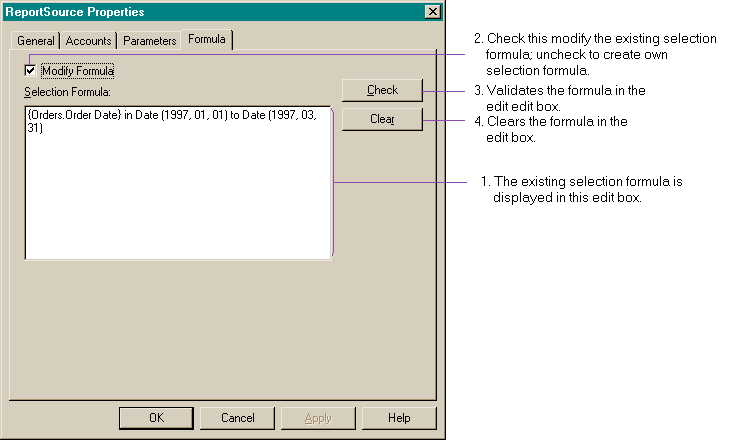 ReportSource Properties
General
Accounts
Parameters
Formula
Modify Formula
Selection Formula:
{Orders.Order Date} in Date (1997, 01, 01) to Date (1997, 03,
31)
Check
Clear
OK
Cancel
Apply
Help
2. Check this modify the existing selection
formula; uncheck to create own
selection formula.
3. Validates the formula in the
edit edit box.
4. Clears the formula in the
edit box.
1. The existing selection formula is
displayed in this edit box.